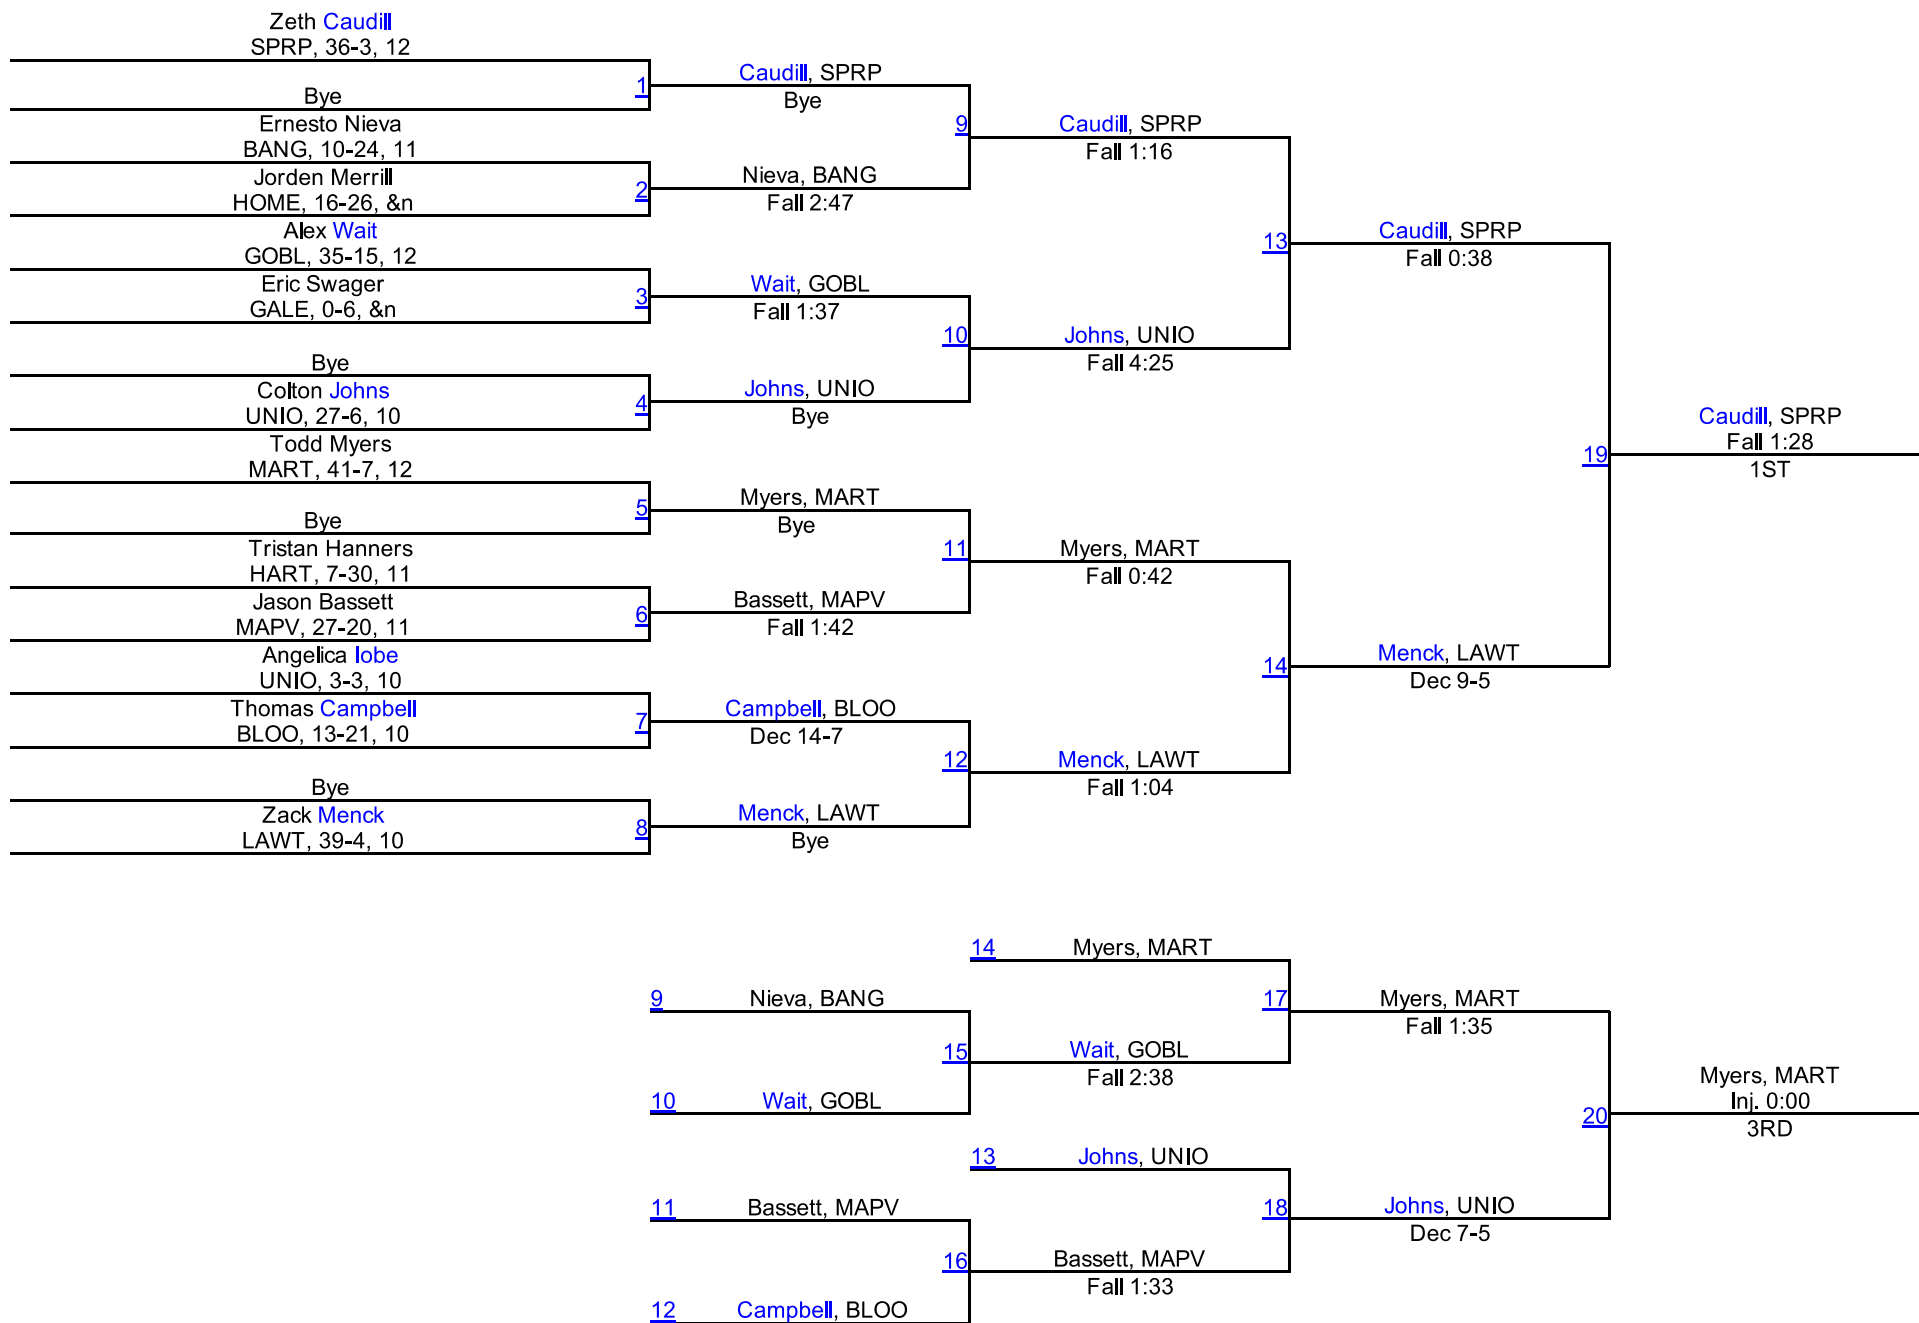 Zeth Caudill
SPRP, 36-3, 12
1
Bye
Ernesto Nieva
BANG, 10-24, 11
Jorden Merrill
2
HOME, 16-26, &n
Alex Wait
GOBL, 35-15, 12
Eric Swager
3
GALE, 0-6, &n
Bye
Colton Johns
4
UNIO, 27-6, 10
Todd Myers
MART, 41-7, 12
5
Bye
Tristan Hanners
HART, 7-30, 11
Jason Bassett
6
MAPV, 27-20, 11
Angelica Iobe
UNIO, 3-3, 10
Thomas Campbell
7
BLOO, 13-21, 10
Bye
Zack Menck
8
LAWT, 39-4, 10
Caudill, SPRP
Bye
9
Nieva, BANG
Fall 2:47
Wait, GOBL
Fall 1:37
10
Johns, UNIO
Bye
Myers, MART
Bye
11
Bassett, MAPV
Fall 1:42
Campbell, BLOO
Dec 14-7
12
Menck, LAWT
Bye
Caudill, SPRP
Fall 1:16
13
Johns, UNIO
Fall 4:25
Myers, MART
Fall 0:42
14
Menck, LAWT
Fall 1:04
Caudill, SPRP
Fall 0:38
19
Menck, LAWT
Dec 9-5
Caudill, SPRP
Fall 1:28
1ST
9 Nieva, BANG
15
10 Wait, GOBL
11 Bassett, MAPV
16
12 Campbell, BLOO
14 Myers, MART
17
Wait, GOBL
Fall 2:38
13 Johns, UNIO
18
Bassett, MAPV
Fall 1:33
Myers, MART
Fall 1:35
20
Johns, UNIO
Dec 7-5
Myers, MART
Inj. 0:00
3RD